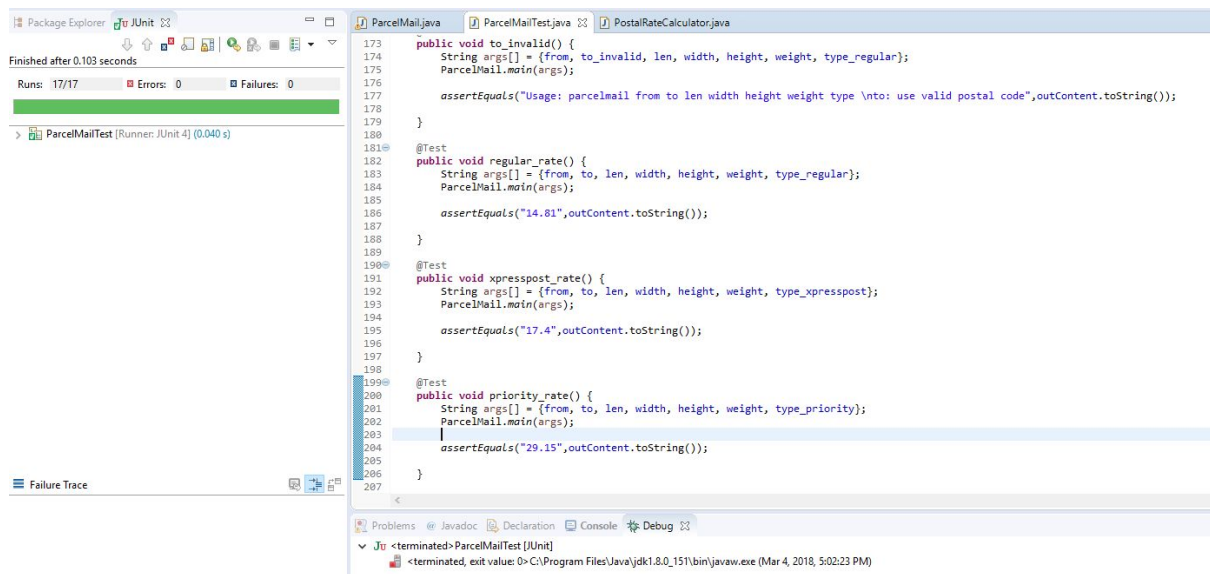 Package Explorer JUnit
Finished after 0.103 seconds
Runs: 17/17 Errors: 0 Failures: 0
ParcelMailTest [Runner: JUnit 4] (0.040 s)
Failure Trace
ParcelMail.java ParcelMailTest.java PostalRateCalculator.java
173 public void to_invalid() {
174 String args[] = {from, to_invalid, len, width, height, weight, type_regular};
175 ParcelMail.main(args);
176
177 assertEquals("Usage: parcelmail from to len width height weight type \nto: use valid postal code",outContent.toString());
178
179 }
180
181 @Test
182 public void regular_rate() {
183 String args[] = {from, to, len, width, height, weight, type_regular};
184 ParcelMail.main(args);
185
186 assertEquals("14.81",outContent.toString());
187
188 }
189
190 @Test
191 public void xpresspost_rate() {
192 String args[] = {from, to, len, width, height, weight, type_xpresspost};
193 ParcelMail.main(args);
194
195 assertEquals("17.4",outContent.toString());
196
197 }
198
199 @Test
200 public void priority_rate() {
201 String args[] = {from, to, len, width, height, weight, type_priority};
202 ParcelMail.main(args);
203
204 assertEquals("29.15",outContent.toString());
205
206 }
207
Problems Javadoc Declaration Console Debug
<terminated>ParcelMailTest [JUnit]
<terminated, exit value: 0>C:\Program Files\Java\jdk1.8.0_151\bin\javaw.exe (Mar 4, 2018, 5:02:23 PM)